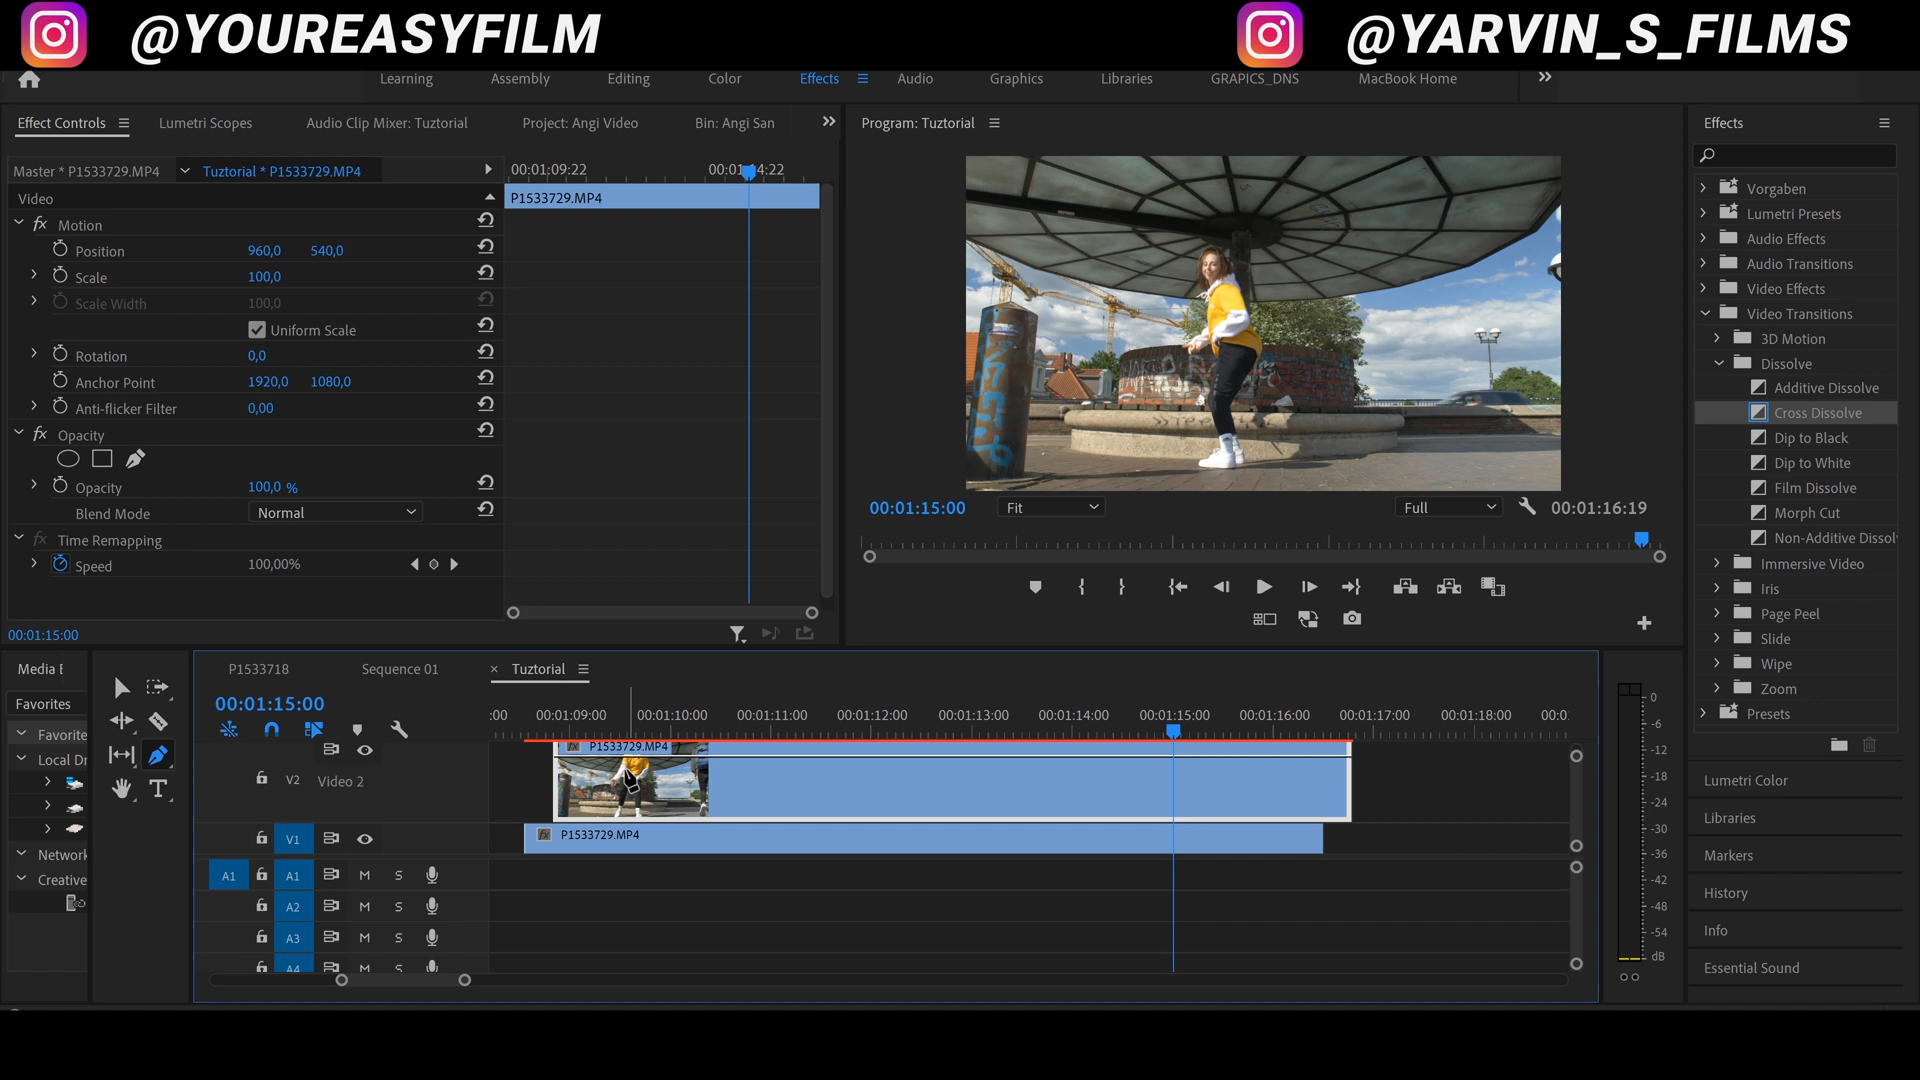 @YOUREASYFILM
@YARVIN_S_FILMS
Learning Assembly Editing Color Effects Audio Graphics Libraries GRAPICS_DNS MacBook Home
Effect Controls Lumetri Scopes Audio Clip Mixer: Tuztorial Project: Angi Video Bin: Angi San
Master * P1533729.MP4 Tuztorial * P1533729.MP4
00:01:09:22
Video
P1533729.MP4
fx Motion
Position 960,0 540,0
Scale 100,0
Scale Width 100,0
Uniform Scale
Rotation 0,0
Anchor Point 1920,0 1080,0
Anti-flicker Filter 0,00
fx Opacity
Opacity 100,0 %
Blend Mode Normal
fx Time Remapping
Speed 100,00%
00:01:15:00
Program: Tuztorial
00:01:15:00 Fit Full 00:01:16:19
Effects
Vorgaben
Lumetri Presets
Audio Effects
Audio Transitions
Video Effects
Video Transitions
3D Motion
Dissolve
Additive Dissolve
Cross Dissolve
Dip to Black
Dip to White
Film Dissolve
Morph Cut
Non-Additive Dissol
Immersive Video
Iris
Page Peel
Slide
Wipe
Zoom
Presets
Lumetri Color
Libraries
Markers
History
Info
Essential Sound
Media
Favorites
Favorite
Local Dr
Network
Creative
P1533718 Sequence 01 × Tuztorial
00:01:15:00
:00 00:01:09:00 00:01:10:00 00:01:11:00 00:01:12:00 00:01:13:00 00:01:14:00 00:01:15:00 00:01:16:00 00:01:17:00 00:01:18:00 00:0
fx P1533729.MP4
V2 Video 2
V1
fx P1533729.MP4
A1 A1 M S
A2 M S
A3 M S
A4 M S
0
-6
-12
-18
-24
-30
-36
-42
-48
-54
dB